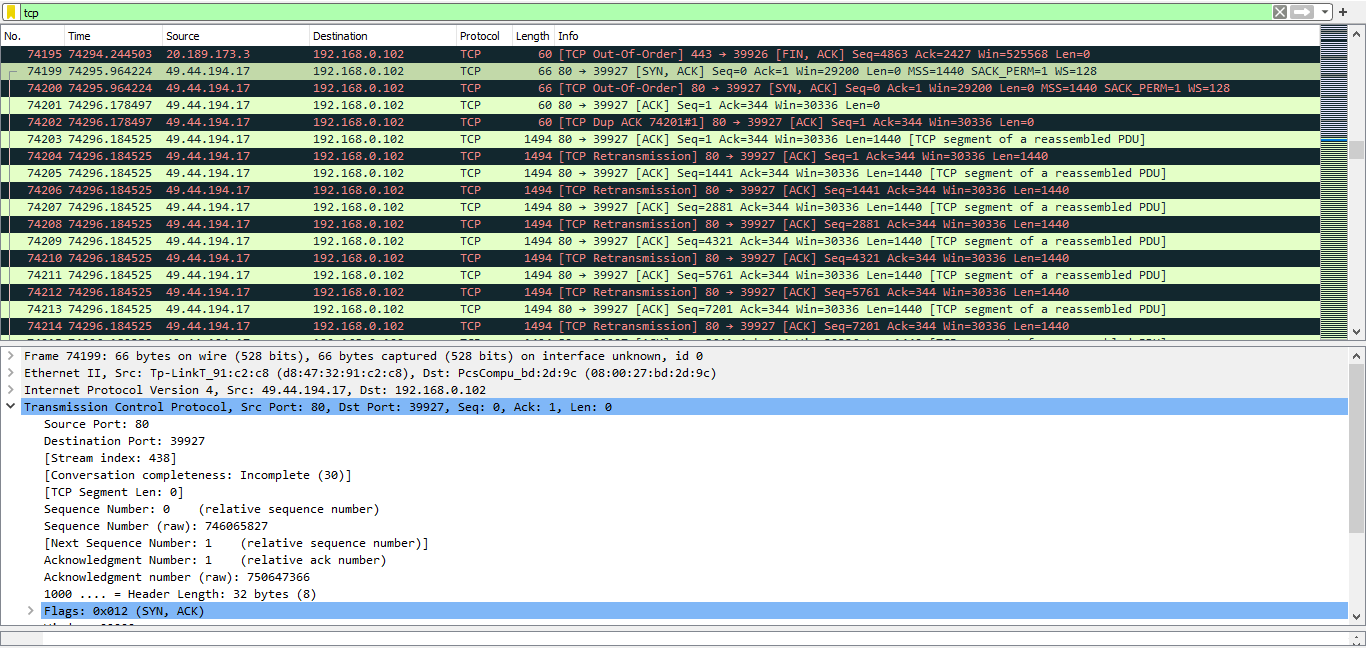 tcp
No. Time Source Destination Protocol Length Info
74195 74294.244503 20.189.173.3 192.168.0.102 TCP 60 [TCP Out-Of-Order] 443 → 39926 [FIN, ACK] Seq=4863 Ack=2427 Win=525568 Len=0
74199 74295.964224 49.44.194.17 192.168.0.102 TCP 66 80 → 39927 [SYN, ACK] Seq=0 Ack=1 Win=29200 Len=0 MSS=1440 SACK_PERM=1 WS=128
74200 74295.964224 49.44.194.17 192.168.0.102 TCP 66 [TCP Out-Of-Order] 80 → 39927 [SYN, ACK] Seq=0 Ack=1 Win=29200 Len=0 MSS=1440 SACK_PERM=1 WS=128
74201 74296.178497 49.44.194.17 192.168.0.102 TCP 60 80 → 39927 [ACK] Seq=1 Ack=344 Win=30336 Len=0
74202 74296.178497 49.44.194.17 192.168.0.102 TCP 60 [TCP Dup ACK 74201#1] 80 → 39927 [ACK] Seq=1 Ack=344 Win=30336 Len=0
74203 74296.184525 49.44.194.17 192.168.0.102 TCP 1494 80 → 39927 [ACK] Seq=1 Ack=344 Win=30336 Len=1440 [TCP segment of a reassembled PDU]
74204 74296.184525 49.44.194.17 192.168.0.102 TCP 1494 [TCP Retransmission] 80 → 39927 [ACK] Seq=1 Ack=344 Win=30336 Len=1440
74205 74296.184525 49.44.194.17 192.168.0.102 TCP 1494 80 → 39927 [ACK] Seq=1441 Ack=344 Win=30336 Len=1440 [TCP segment of a reassembled PDU]
74206 74296.184525 49.44.194.17 192.168.0.102 TCP 1494 [TCP Retransmission] 80 → 39927 [ACK] Seq=1441 Ack=344 Win=30336 Len=1440
74207 74296.184525 49.44.194.17 192.168.0.102 TCP 1494 80 → 39927 [ACK] Seq=2881 Ack=344 Win=30336 Len=1440 [TCP segment of a reassembled PDU]
74208 74296.184525 49.44.194.17 192.168.0.102 TCP 1494 [TCP Retransmission] 80 → 39927 [ACK] Seq=2881 Ack=344 Win=30336 Len=1440
74209 74296.184525 49.44.194.17 192.168.0.102 TCP 1494 80 → 39927 [ACK] Seq=4321 Ack=344 Win=30336 Len=1440 [TCP segment of a reassembled PDU]
74210 74296.184525 49.44.194.17 192.168.0.102 TCP 1494 [TCP Retransmission] 80 → 39927 [ACK] Seq=4321 Ack=344 Win=30336 Len=1440
74211 74296.184525 49.44.194.17 192.168.0.102 TCP 1494 80 → 39927 [ACK] Seq=5761 Ack=344 Win=30336 Len=1440 [TCP segment of a reassembled PDU]
74212 74296.184525 49.44.194.17 192.168.0.102 TCP 1494 [TCP Retransmission] 80 → 39927 [ACK] Seq=5761 Ack=344 Win=30336 Len=1440
74213 74296.184525 49.44.194.17 192.168.0.102 TCP 1494 80 → 39927 [ACK] Seq=7201 Ack=344 Win=30336 Len=1440 [TCP segment of a reassembled PDU]
74214 74296.184525 49.44.194.17 192.168.0.102 TCP 1494 [TCP Retransmission] 80 → 39927 [ACK] Seq=7201 Ack=344 Win=30336 Len=1440
Frame 74199: 66 bytes on wire (528 bits), 66 bytes captured (528 bits) on interface unknown, id 0
Ethernet II, Src: Tp-LinkT_91:c2:c8 (d8:47:32:91:c2:c8), Dst: PcsCompu_bd:2d:9c (08:00:27:bd:2d:9c)
Internet Protocol Version 4, Src: 49.44.194.17, Dst: 192.168.0.102
Transmission Control Protocol, Src Port: 80, Dst Port: 39927, Seq: 0, Ack: 1, Len: 0
Source Port: 80
Destination Port: 39927
[Stream index: 438]
[Conversation completeness: Incomplete (30)]
[TCP Segment Len: 0]
Sequence Number: 0 (relative sequence number)
Sequence Number (raw): 746065827
[Next Sequence Number: 1 (relative sequence number)]
Acknowledgment Number: 1 (relative ack number)
Acknowledgment number (raw): 750647366
1000 .... = Header Length: 32 bytes (8)
Flags: 0x012 (SYN, ACK)